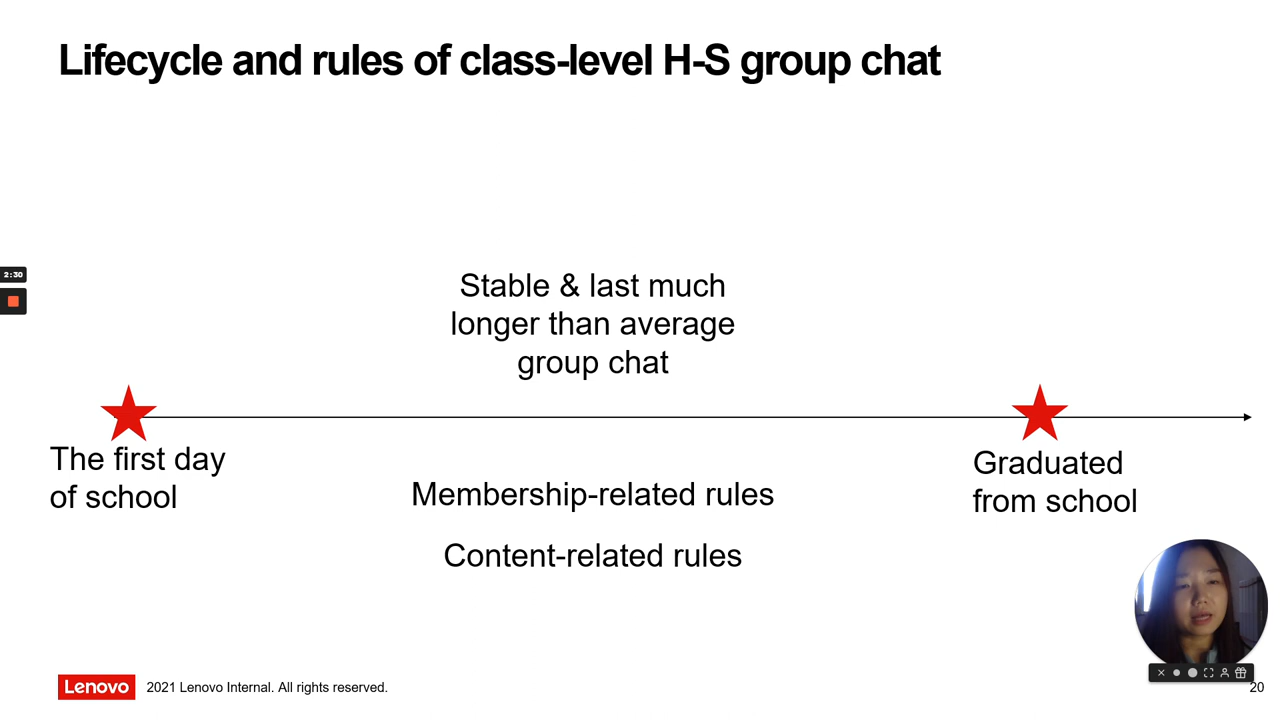 Lifecycle and rules of class-level H-S group chat
2:30
Stable & last much
longer than average
group chat
The first day
of school
Graduated
from school
Membership-related rules
Content-related rules
Lenovo
2021 Lenovo Internal. All rights reserved.
20